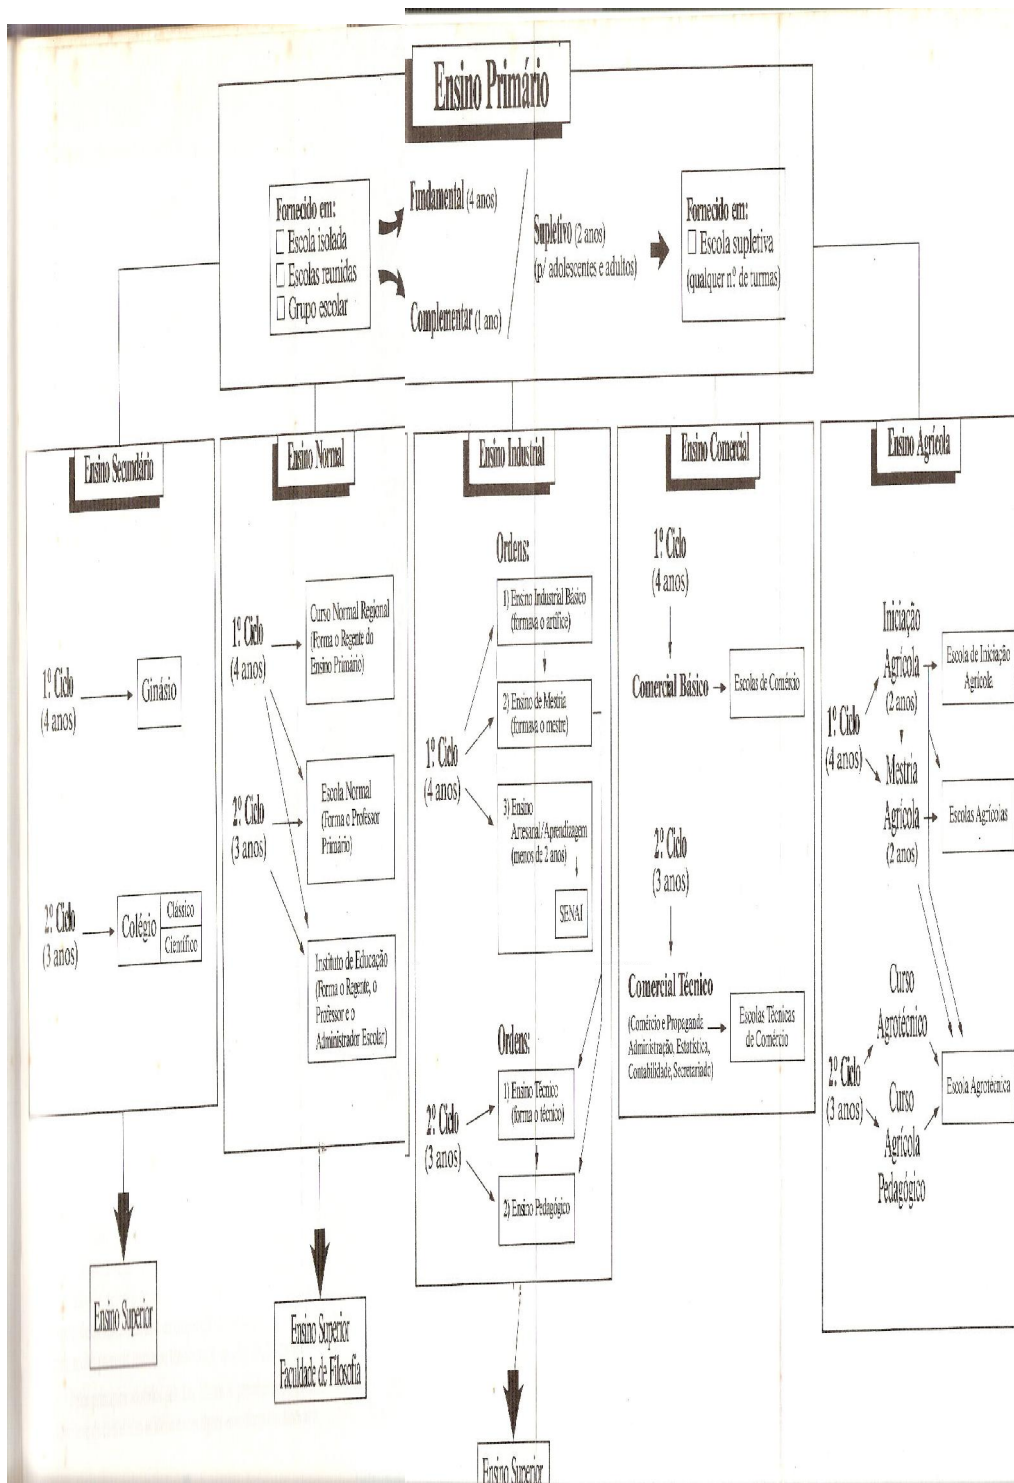 Ensino Primário
Fornecido em:
Escola isolada
Escolas reunidas
Grupo escolar
Fundamental (4 anos)
Complementar (1 ano)
Supletivo (2 anos)
(p/ adolescentes e adultos)
Fornecido em:
Escola supletiva
(qualquer nº de turmas)
Ensino Secundário
1º Ciclo
(4 anos)
Ginásio
2º Ciclo
(3 anos)
Colégio
Clássico
Científico
Ensino Superior
Ensino Normal
1º Ciclo
(4 anos)
Curso Normal Regional
(Forma o Regente do
Ensino Primário)
2º Ciclo
(3 anos)
Escola Normal
(Forma o Professor
Primário)
Instituto de Educação
(Forma o Regente, o
Professor e o
Administrador Escolar)
Ensino Superior
Faculdade de Filosofia
Ensino Industrial
Ordens:
1) Ensino Industrial Básico
(formava o artífice)
2) Ensino de Mestria
(formava o mestre)
1º Ciclo
(4 anos)
3) Ensino
Artesanal/Aprendizagem
(menos de 2 anos)
SENAI
Ordens:
1) Ensino Técnico
(forma o técnico)
2º Ciclo
(3 anos)
2) Ensino Pedagógico
Ensino Superior
Ensino Comercial
1º Ciclo
(4 anos)
Comercial Básico
Escolas de Comércio
2º Ciclo
(3 anos)
Comercial Técnico
(Comércio e Propaganda
Administração, Estatística,
Contabilidade, Secretariado)
Escolas Técnicas
de Comércio
Ensino Agrícola
Iniciação
Agrícola
(2 anos)
Escola de Iniciação
Agrícola
1º Ciclo
(4 anos)
Mestria
Agrícola
(2 anos)
Escolas Agrícolas
Curso
Agrotécnico
2º Ciclo
(3 anos)
Escola Agrotécnica
Curso
Agrícola
Pedagógico